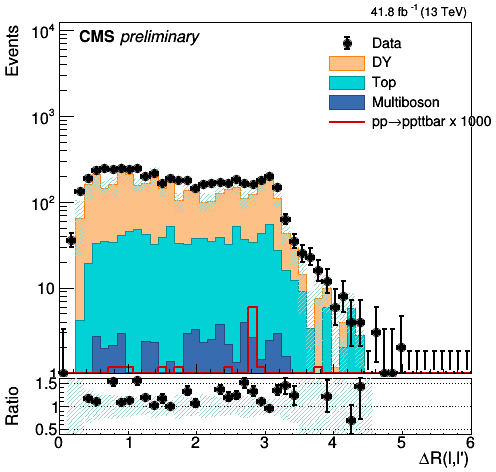 41.8 fb⁻¹ (13 TeV)
CMS preliminary
Events
Data
DY
Top
Multiboson
pp→ppttbar x 1000
10⁴
10³
10²
10
1
Ratio
1.5
1
0.5
0 1 2 3 4 5 6
ΔR(l,l')